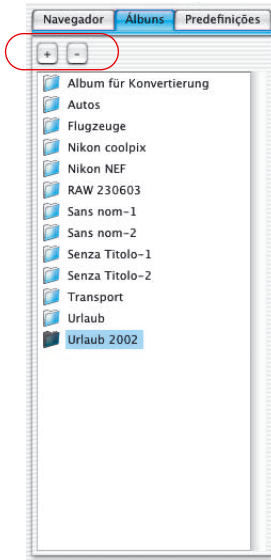 Navegador Álbuns Predefinições
+ -
Album für Konvertierung
Autos
Flugzeuge
Nikon coolpix
Nikon NEF
RAW 230603
Sans nom-1
Sans nom-2
Senza Titolo-1
Senza Titolo-2
Transport
Urlaub
Urlaub 2002